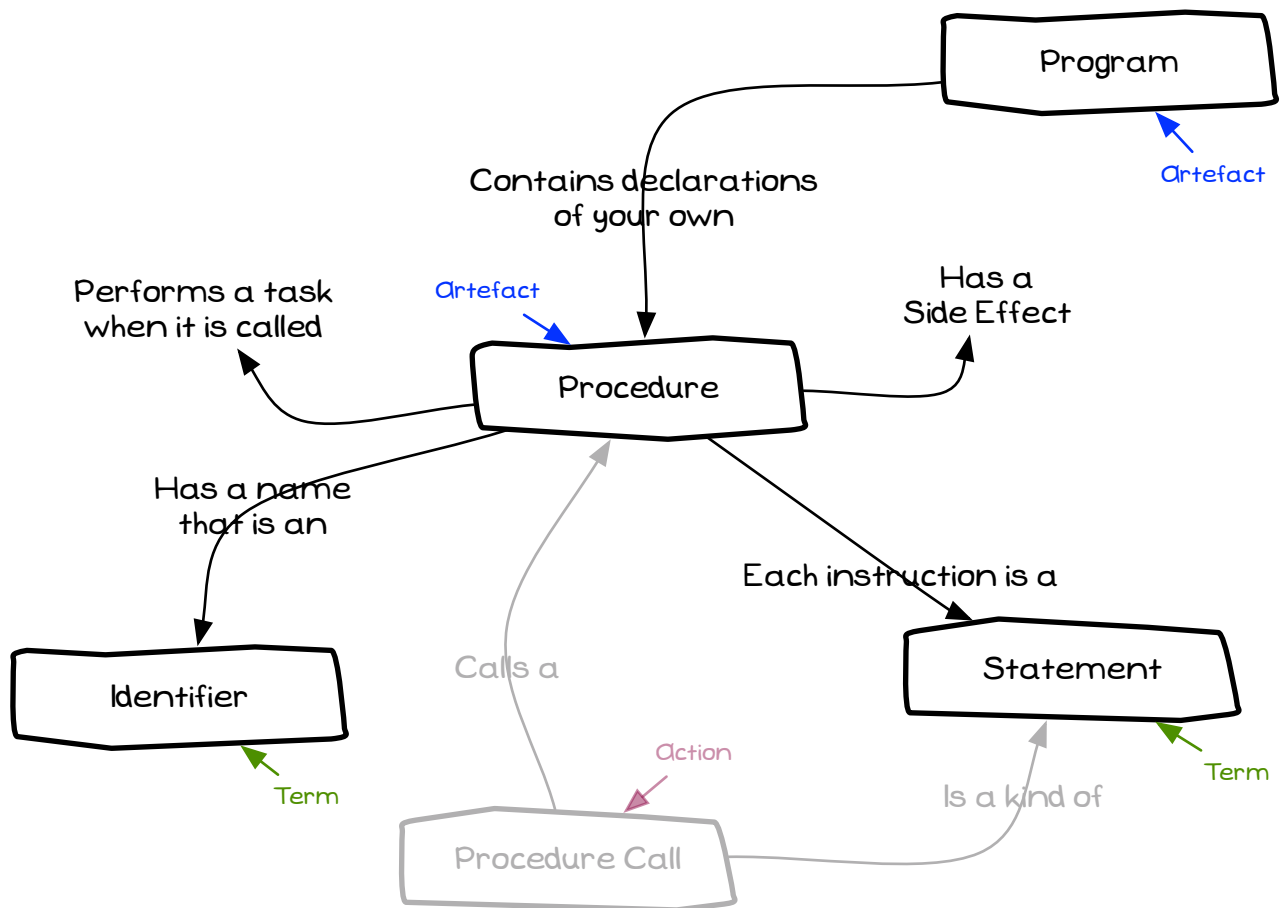 Program
artefact
Contains declarations
of your own
Performs a task
when it is called
artefact
Has a
Side Effect
Procedure
Has a name
that is an
Each instruction is a
Calls a
Statement
Identifier
action
Term
Term
Is a kind of
Procedure Call